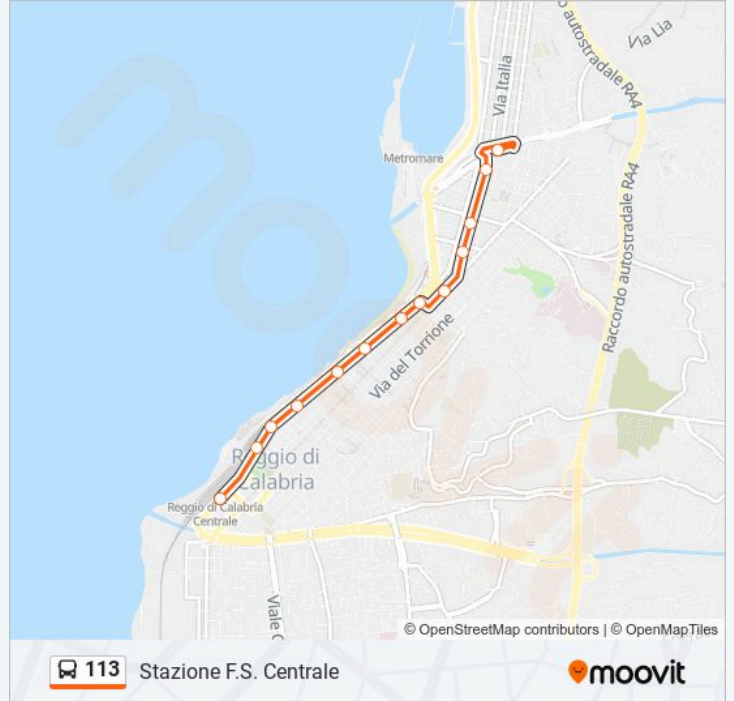 o autostradale RA4
Via Lia
Via Italia
Metromare
Raccordo autostradale RA4
Via del Torrione
Reggio di
Calabria
Reggio di Calabria
Centrale
Viale C
© OpenStreetMap contributors | © OpenMapTiles
113 Stazione F.S. Centrale
moovit